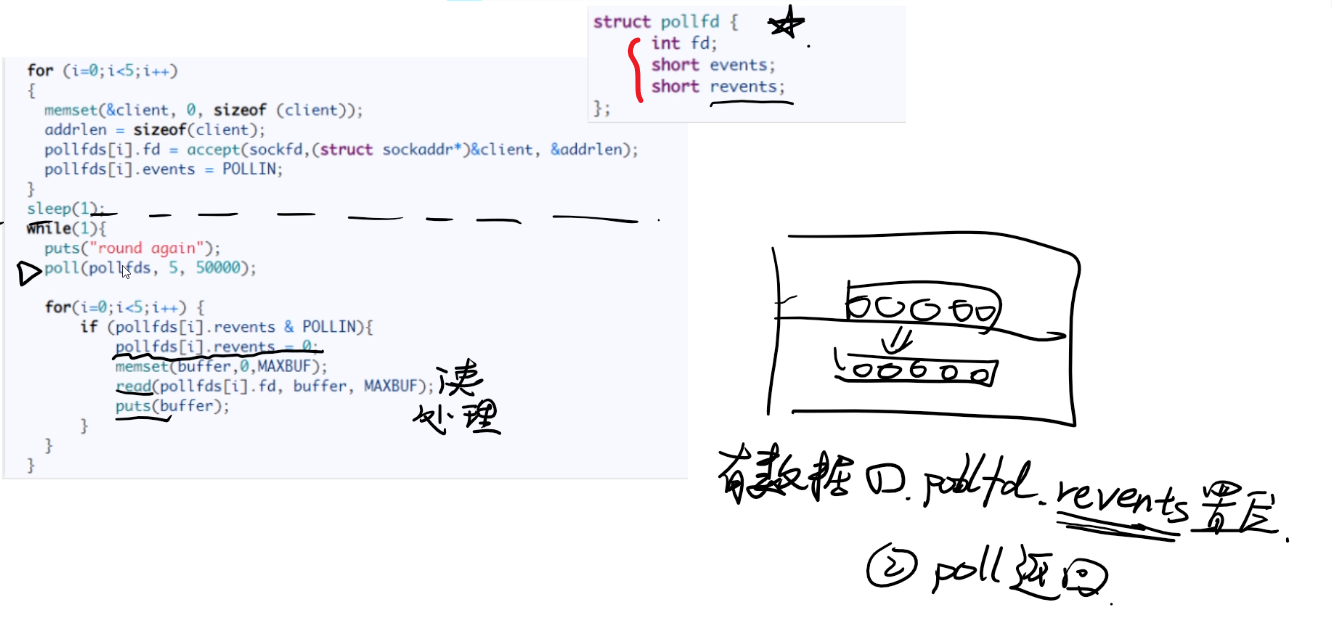 struct pollfd {
int fd;
short events;
short revents;
};
for (i=0;i<5;i++)
{
memset(&client, 0, sizeof (client));
addrlen = sizeof(client);
pollfds[i].fd = accept(sockfd,(struct sockaddr*)&client, &addrlen);
pollfds[i].events = POLLIN;
}
sleep(1);
while(1){
puts("round again");
poll(pollfds, 5, 50000);
for(i=0;i<5;i++) {
if (pollfds[i].revents & POLLIN){
pollfds[i].revents = 0;
memset(buffer,0,MAXBUF);
read(pollfds[i].fd, buffer, MAXBUF); 读
puts(buffer); 处理
}
}
}
00000
00000
有数据 ①. pollfd.revents 置位.
② poll 返回.